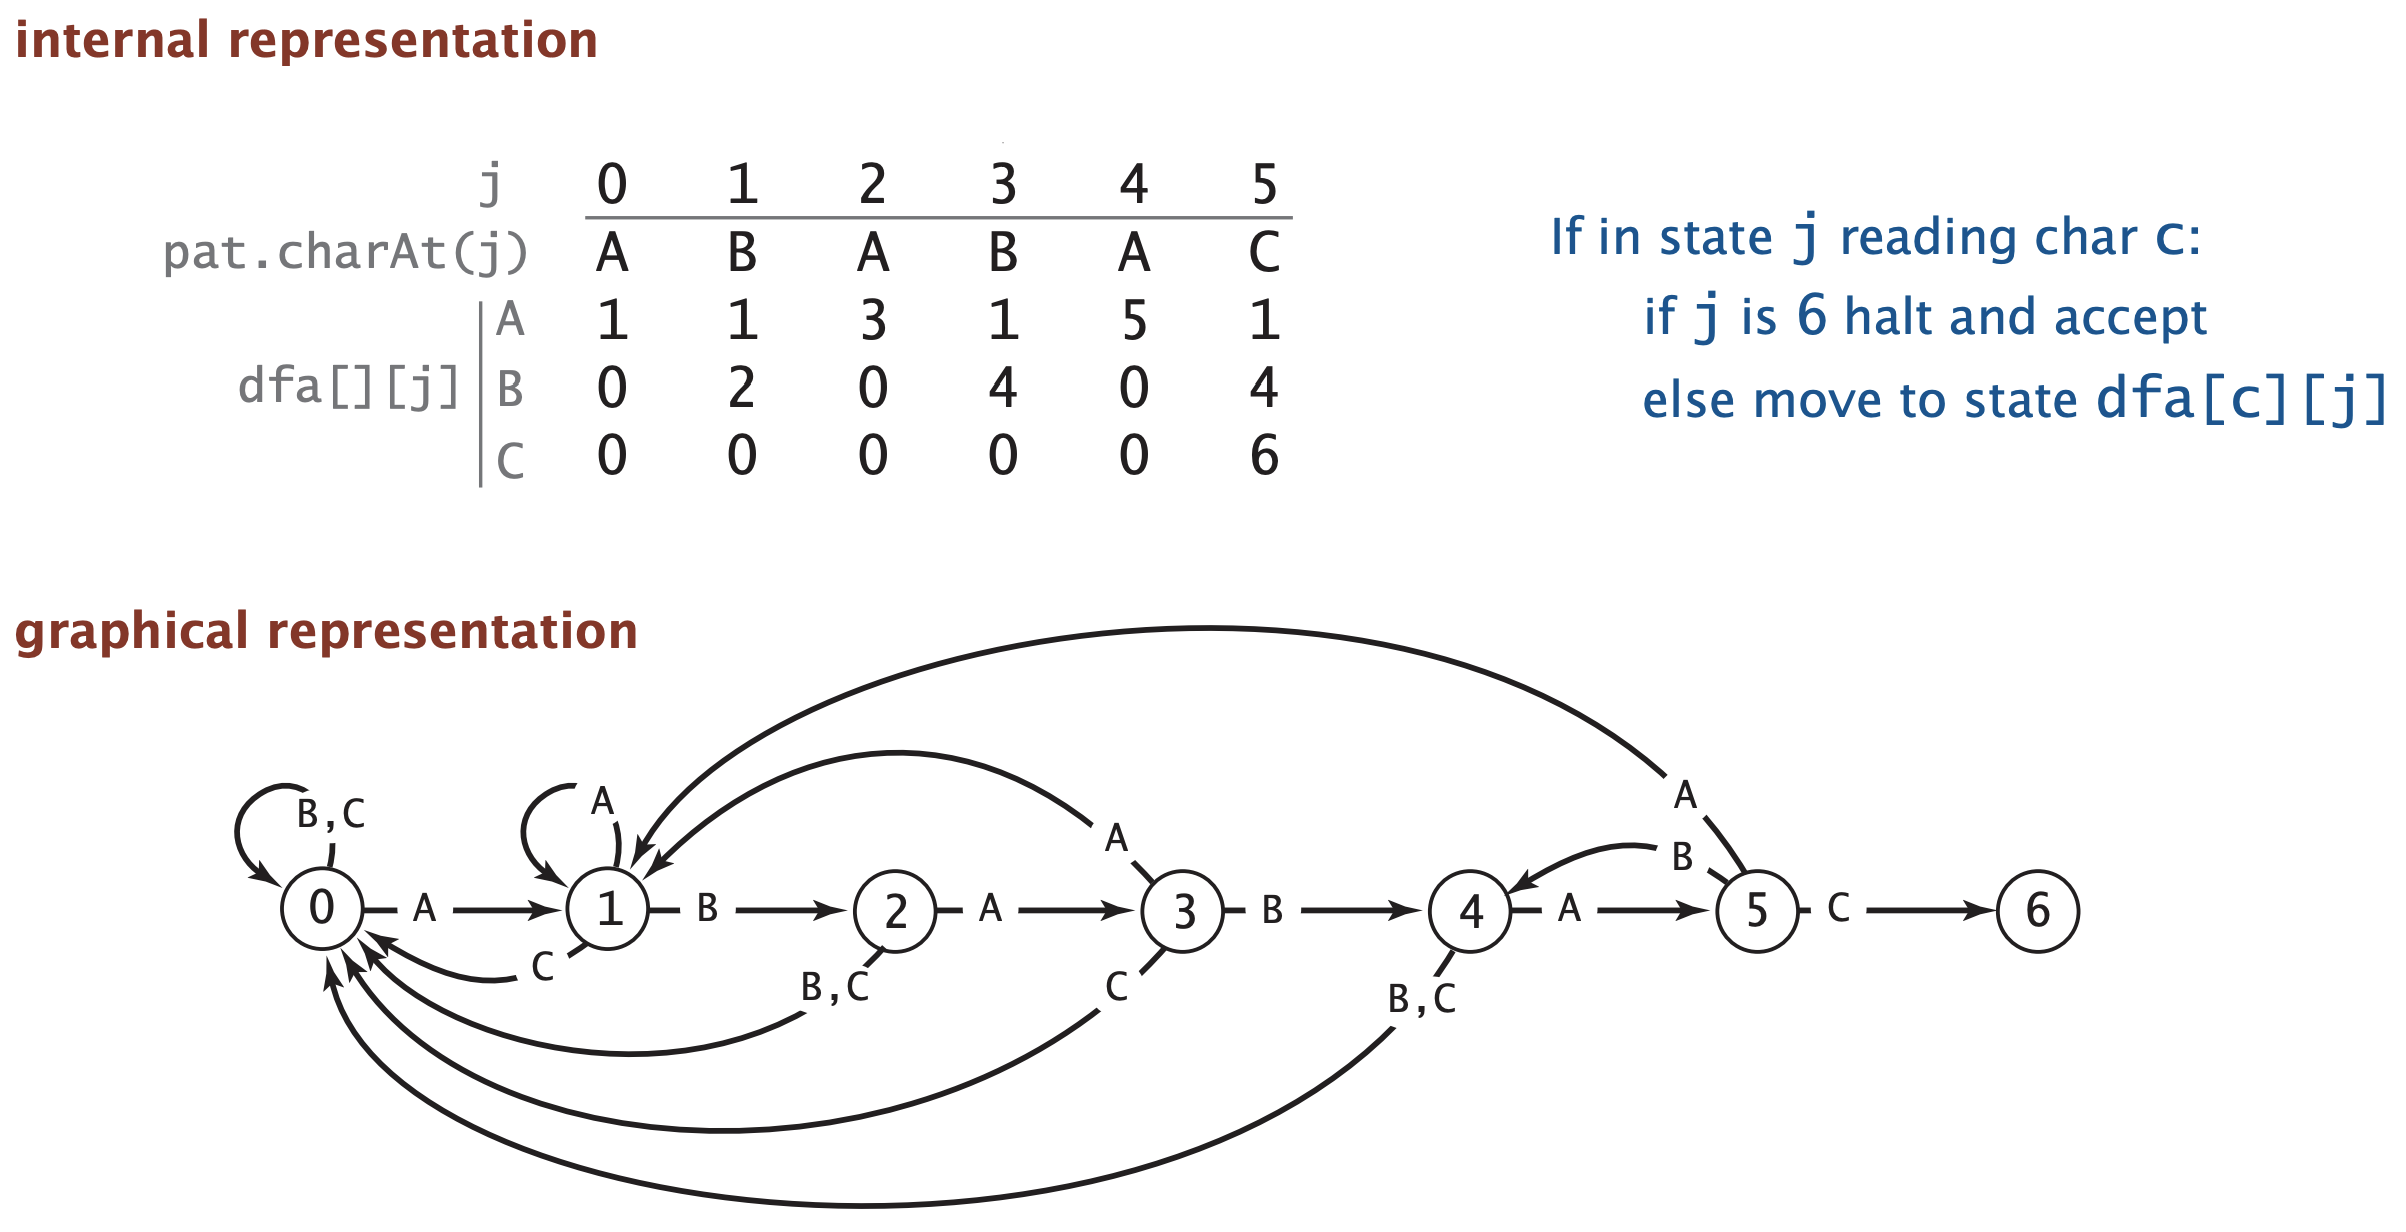 internal representation
j 0 1 2 3 4 5
pat.charAt(j) A B A B A C
A 1 1 3 1 5 1
dfa[][j] B 0 2 0 4 0 4
C 0 0 0 0 0 6
If in state j reading char c:
if j is 6 halt and accept
else move to state dfa[c][j]
graphical representation
A
B,C A A B
0 A 1 B 2 A 3 B 4 A 5 C 6
C B,C C B,C